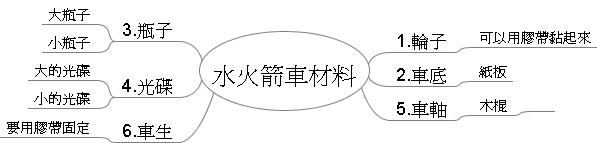 水火箭車材料
1.輪子
可以用膠帶黏起來
2.車底
紙板
5.車軸
木棍
3.瓶子
大瓶子
小瓶子
4.光碟
大的光碟
小的光碟
6.車生
要用膠帶固定